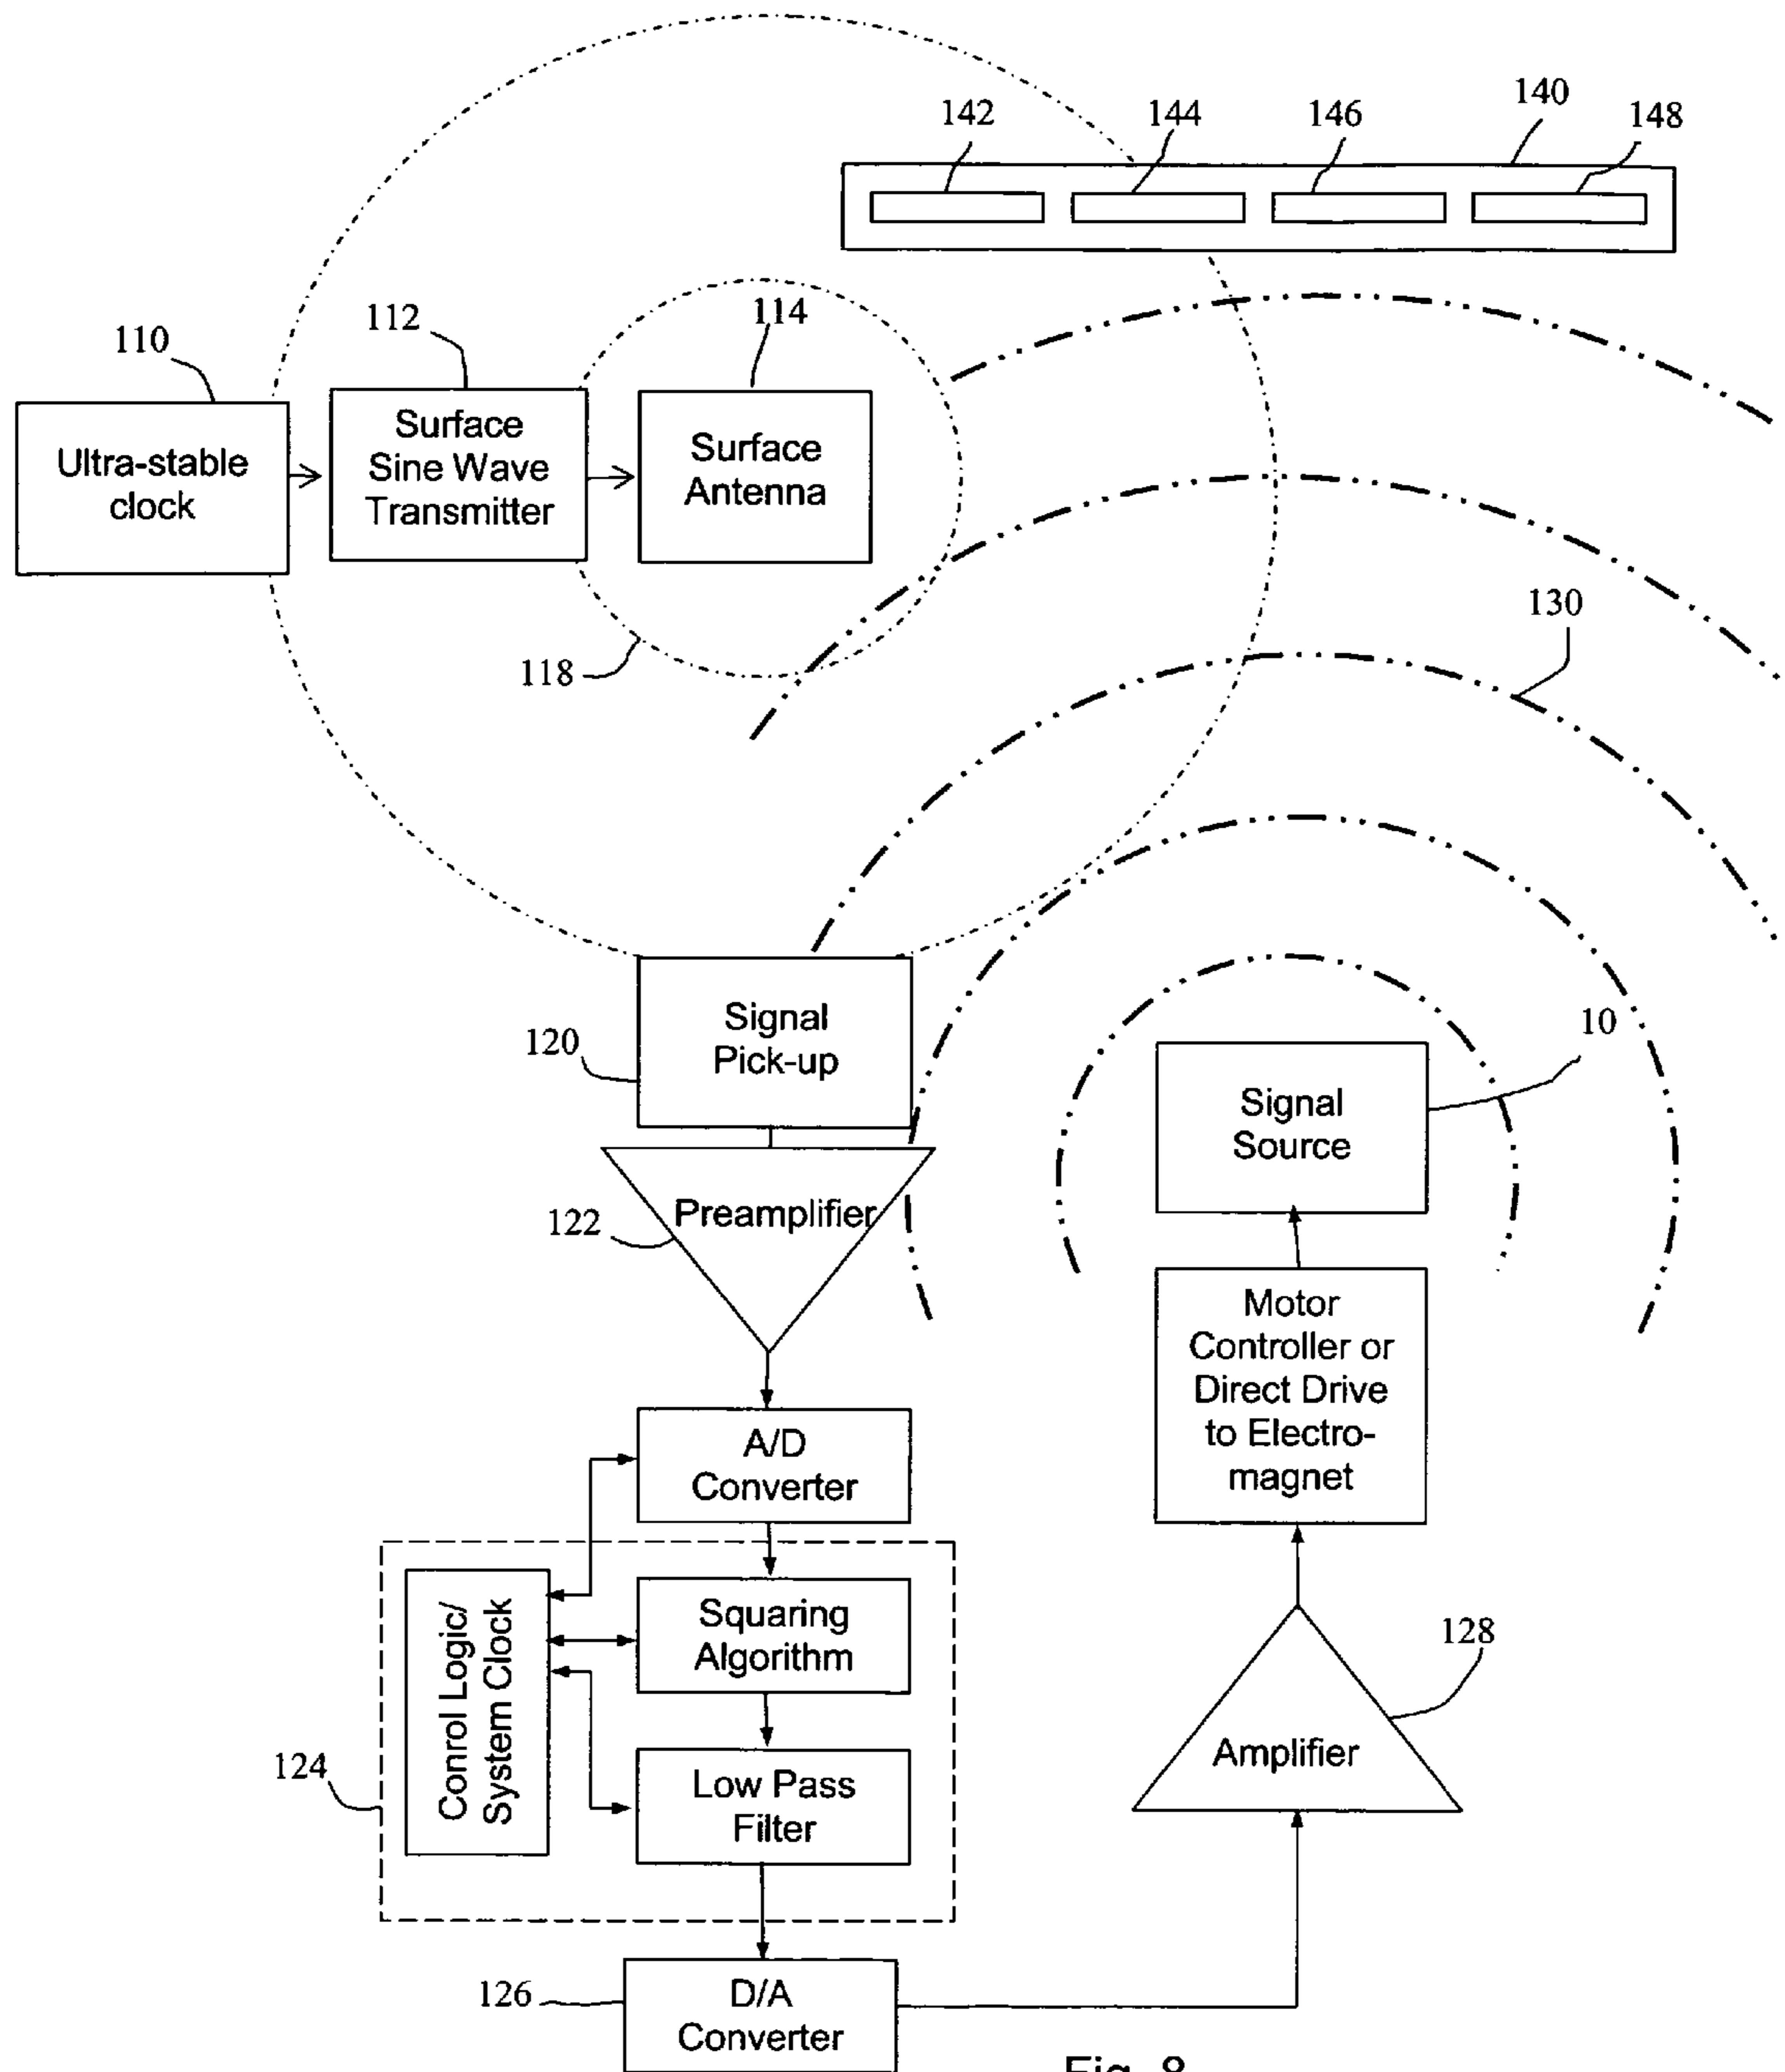 142
144
146
140
148
110
112
114
Ultra-stable
clock
Surface
Sine Wave
Transmitter
Surface
Antenna
118
130
120
Signal
Pick-up
10
Signal
Source
122
Preamplifier
Motor
Controller or
Direct Drive
to Electro-
magnet
A/D
Converter
Conrol Logic/
System Clock
Squaring
Algorithm
128
124
Low Pass
Filter
Amplifier
126
D/A
Converter
Fig. 8